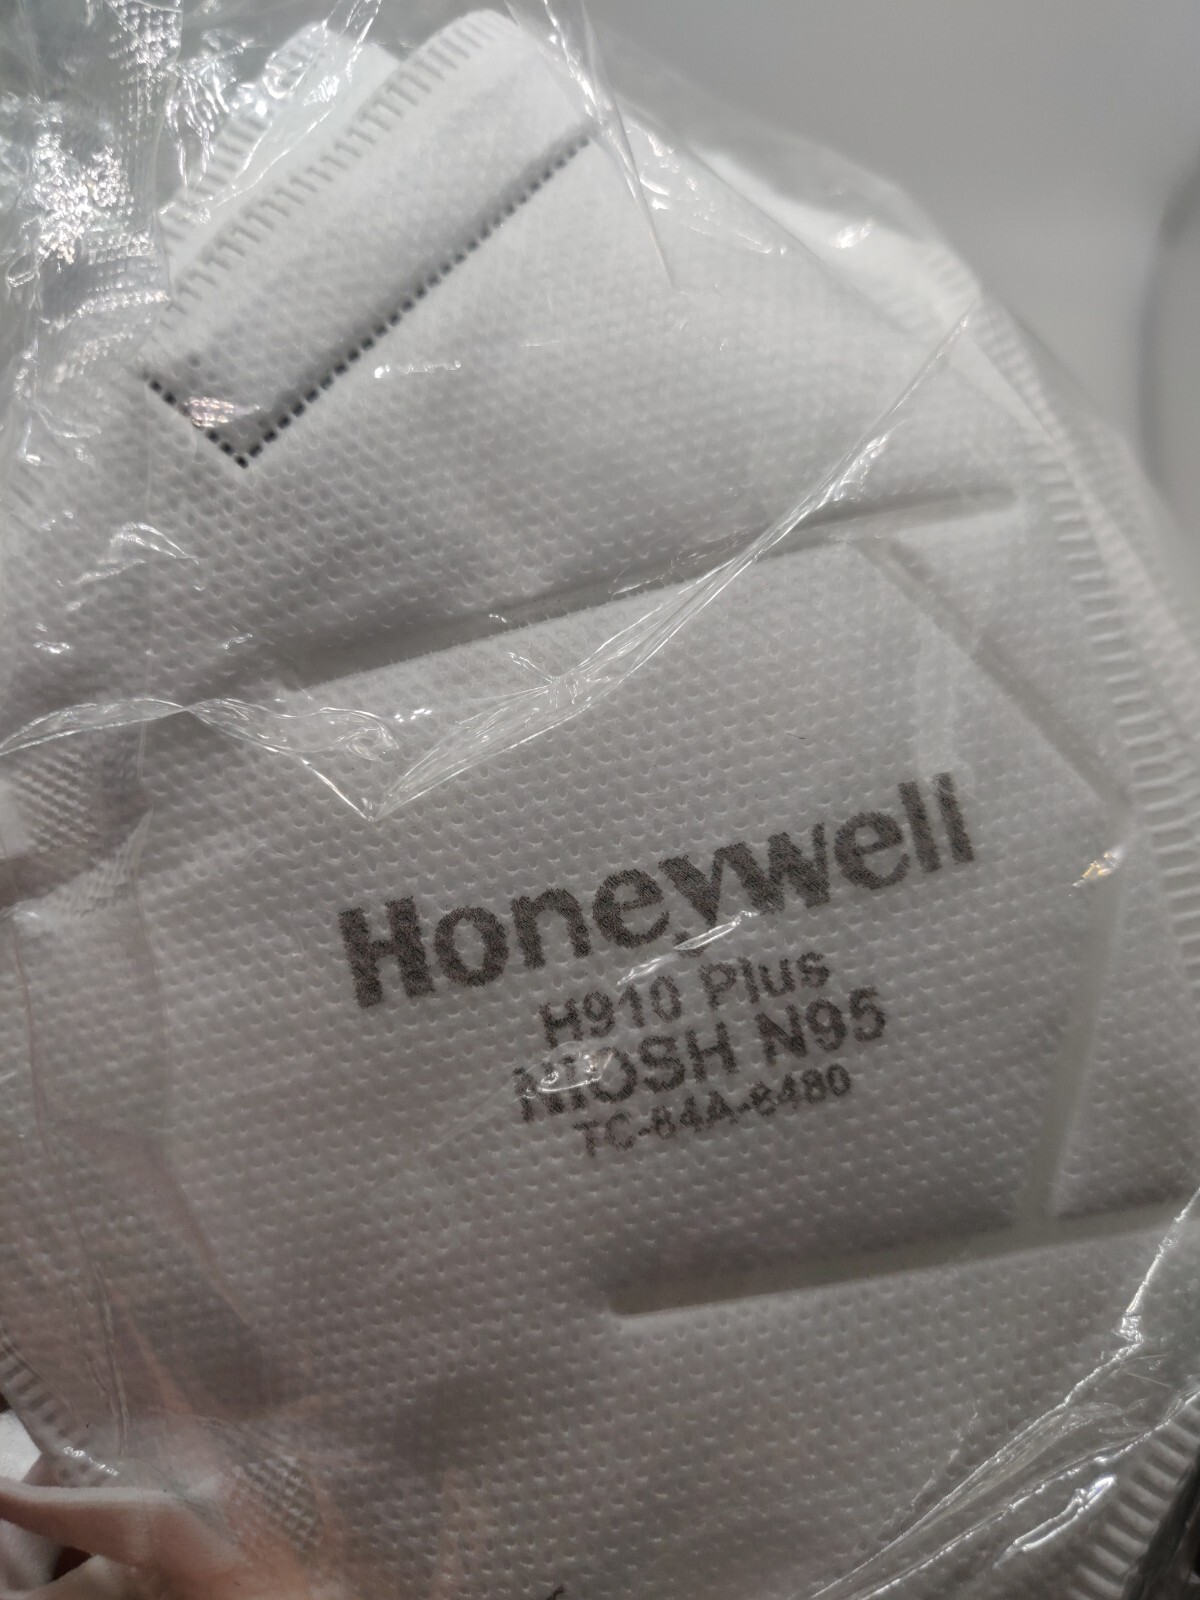 Honeywell
H910 Plus
NIOSH N95
TC-84A-8480